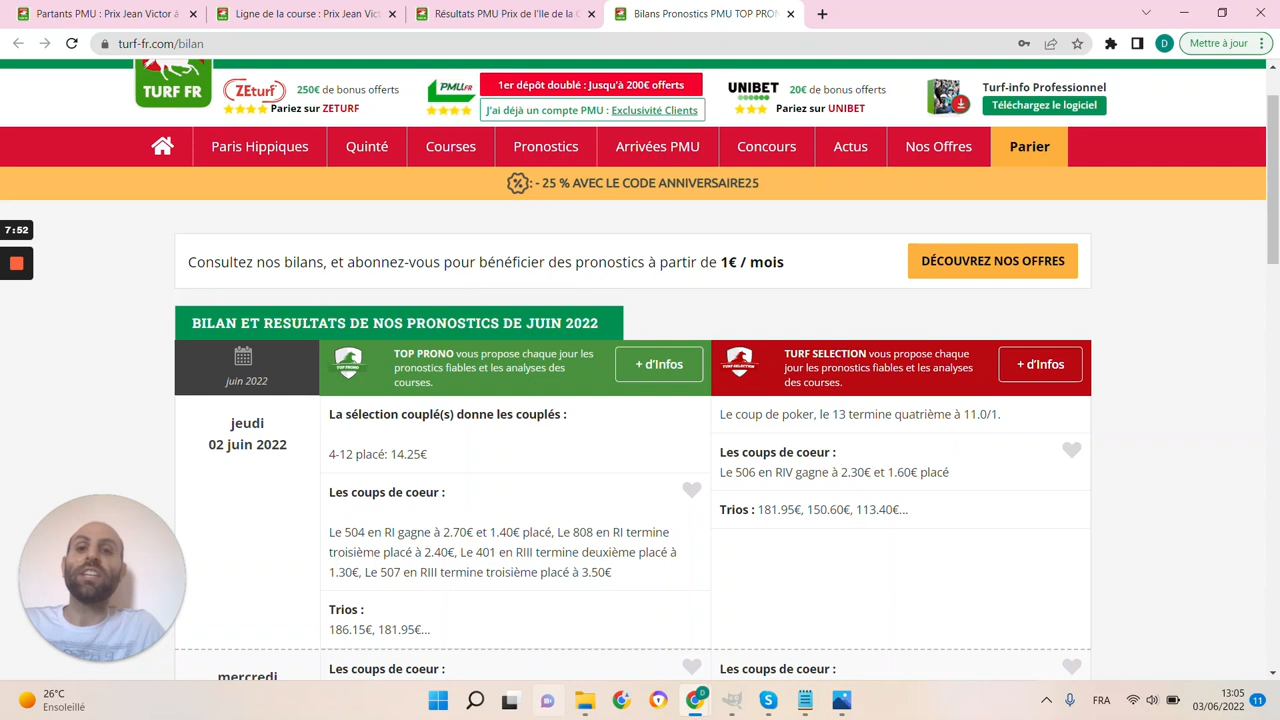 Partants PMU : Prix Jean Victor à
Ligne de la course : Prix Jean Vict
Résultats PMU Prix de l'Ile de la C
Bilans Pronostics PMU TOP PRON
turf-fr.com/bilan
D
Mettre à jour
TURF FR
ZEturf
250€ de bonus offerts
Pariez sur ZETURF
PMU.FR
1er dépôt doublé : Jusqu'à 200€ offerts
J'ai déjà un compte PMU : Exclusivité Clients
UNIBET
20€ de bonus offerts
Pariez sur UNIBET
Turf-info Professionnel
Téléchargez le logiciel
Paris Hippiques
Quinté
Courses
Pronostics
Arrivées PMU
Concours
Actus
Nos Offres
Parier
: - 25 % AVEC LE CODE ANNIVERSAIRE25
7:52
Consultez nos bilans, et abonnez-vous pour bénéficier des pronostics à partir de 1€ / mois
DÉCOUVREZ NOS OFFRES
BILAN ET RESULTATS DE NOS PRONOSTICS DE JUIN 2022
juin 2022
TOP PRONO
TOP PRONO vous propose chaque jour les
pronostics fiables et les analyses des
courses.
+ d'Infos
TURF SELECTION
TURF SELECTION vous propose chaque
jour les pronostics fiables et les analyses
des courses.
+ d'Infos
jeudi
02 juin 2022
La sélection couplé(s) donne les couplés :
4-12 placé: 14.25€
Les coups de coeur :
Le 504 en RI gagne à 2.70€ et 1.40€ placé, Le 808 en RI termine
troisième placé à 2.40€, Le 401 en RIII termine deuxième placé à
1.30€, Le 507 en RIII termine troisième placé à 3.50€
Trios :
186.15€, 181.95€...
Le coup de poker, le 13 termine quatrième à 11.0/1.
Les coups de coeur :
Le 506 en RIV gagne à 2.30€ et 1.60€ placé
Trios : 181.95€, 150.60€, 113.40€...
mercredi
Les coups de coeur :
Les coups de coeur :
26°C
Ensoleillé
D
S
FRA
13:05
03/06/2022
11